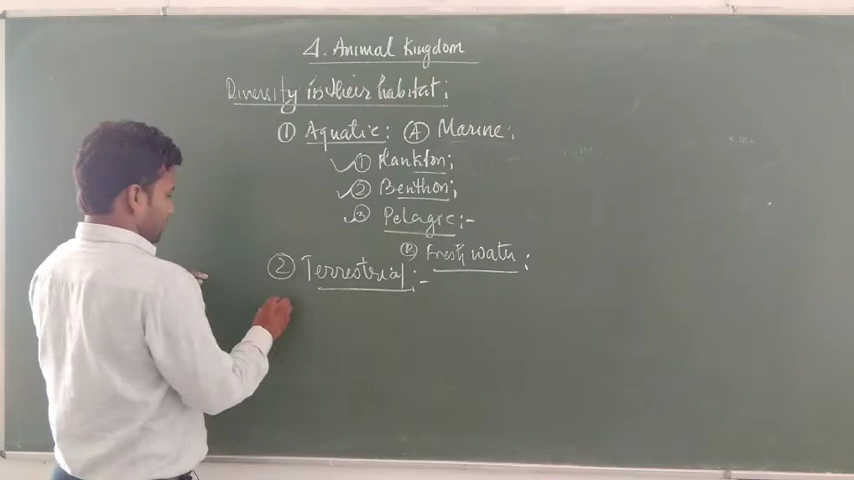 4. Animal Kingdom
Diversity in their habitat:
① Aquatic: Ⓐ Marine:
✓① Plankton;
✓② Benthon;
✓③ Pelagic:-
Ⓑ Fresh water:
② Terrestrial:-